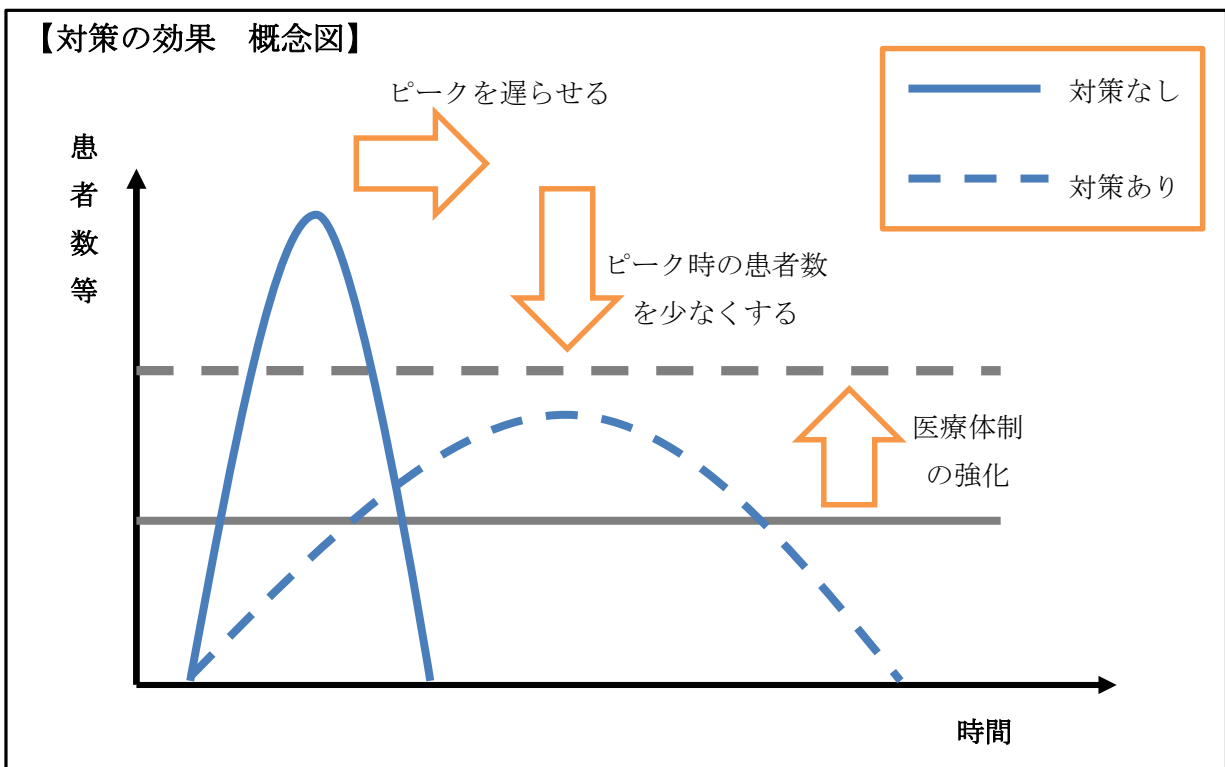 【対策の効果　概念図】
ピークを遅らせる
対策なし
対策あり
患者数等
ピーク時の患者数
を少なくする
医療体制
の強化
時間